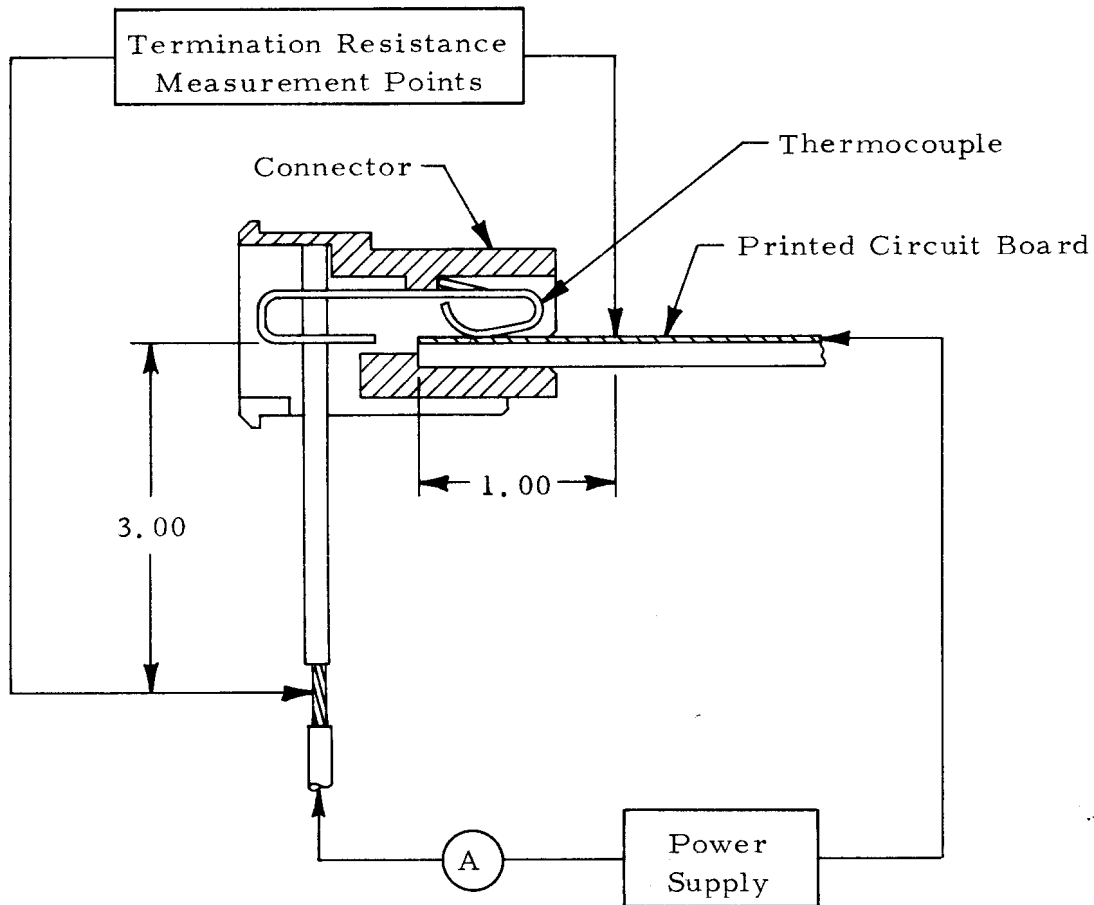 Termination Resistance
Measurement Points
Thermocouple
Connector
Printed Circuit Board
1.00
3.00
A
Power
Supply